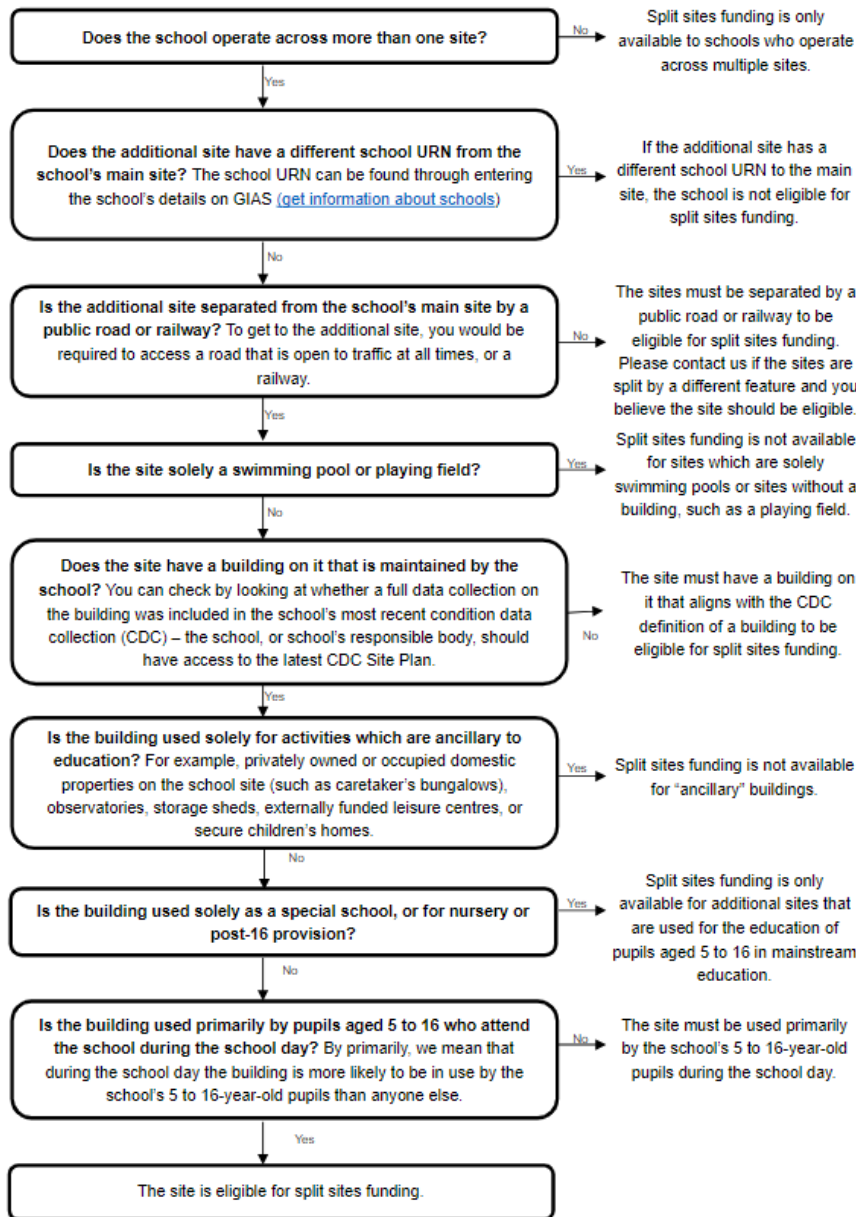 Does the school operate across more than one site?
No
Split sites funding is only
available to schools who operate
across multiple sites.
Yes
Does the additional site have a different school URN from the
school's main site? The school URN can be found through entering
the school's details on GIAS (get information about schools)
Yes
If the additional site has a
different school URN to the main
site, the school is not eligible for
split sites funding.
No
Is the additional site separated from the school's main site by a
public road or railway? To get to the additional site, you would be
required to access a road that is open to traffic at all times, or a
railway.
No
The sites must be separated by a
public road or railway to be
eligible for split sites funding.
Please contact us if the sites are
split by a different feature and you
believe the site should be eligible.
Yes
Is the site solely a swimming pool or playing field?
Yes
Split sites funding is not available
for sites which are solely
swimming pools or sites without a
building, such as a playing field.
No
Does the site have a building on it that is maintained by the
school? You can check by looking at whether a full data collection on
the building was included in the school's most recent condition data
collection (CDC) – the school, or school's responsible body, should
have access to the latest CDC Site Plan.
No
The site must have a building on
it that aligns with the CDC
definition of a building to be
eligible for split sites funding.
Yes
Is the building used solely for activities which are ancillary to
education? For example, privately owned or occupied domestic
properties on the school site (such as caretaker's bungalows),
observatories, storage sheds, externally funded leisure centres, or
secure children's homes.
Yes
Split sites funding is not available
for "ancillary" buildings.
No
Is the building used solely as a special school, or for nursery or
post-16 provision?
Yes
Split sites funding is only
available for additional sites that
are used for the education of
pupils aged 5 to 16 in mainstream
education.
No
Is the building used primarily by pupils aged 5 to 16 who attend
the school during the school day? By primarily, we mean that
during the school day the building is more likely to be in use by the
school's 5 to 16-year-old pupils than anyone else.
No
The site must be used primarily
by the school's 5 to 16-year-old
pupils during the school day.
Yes
The site is eligible for split sites funding.